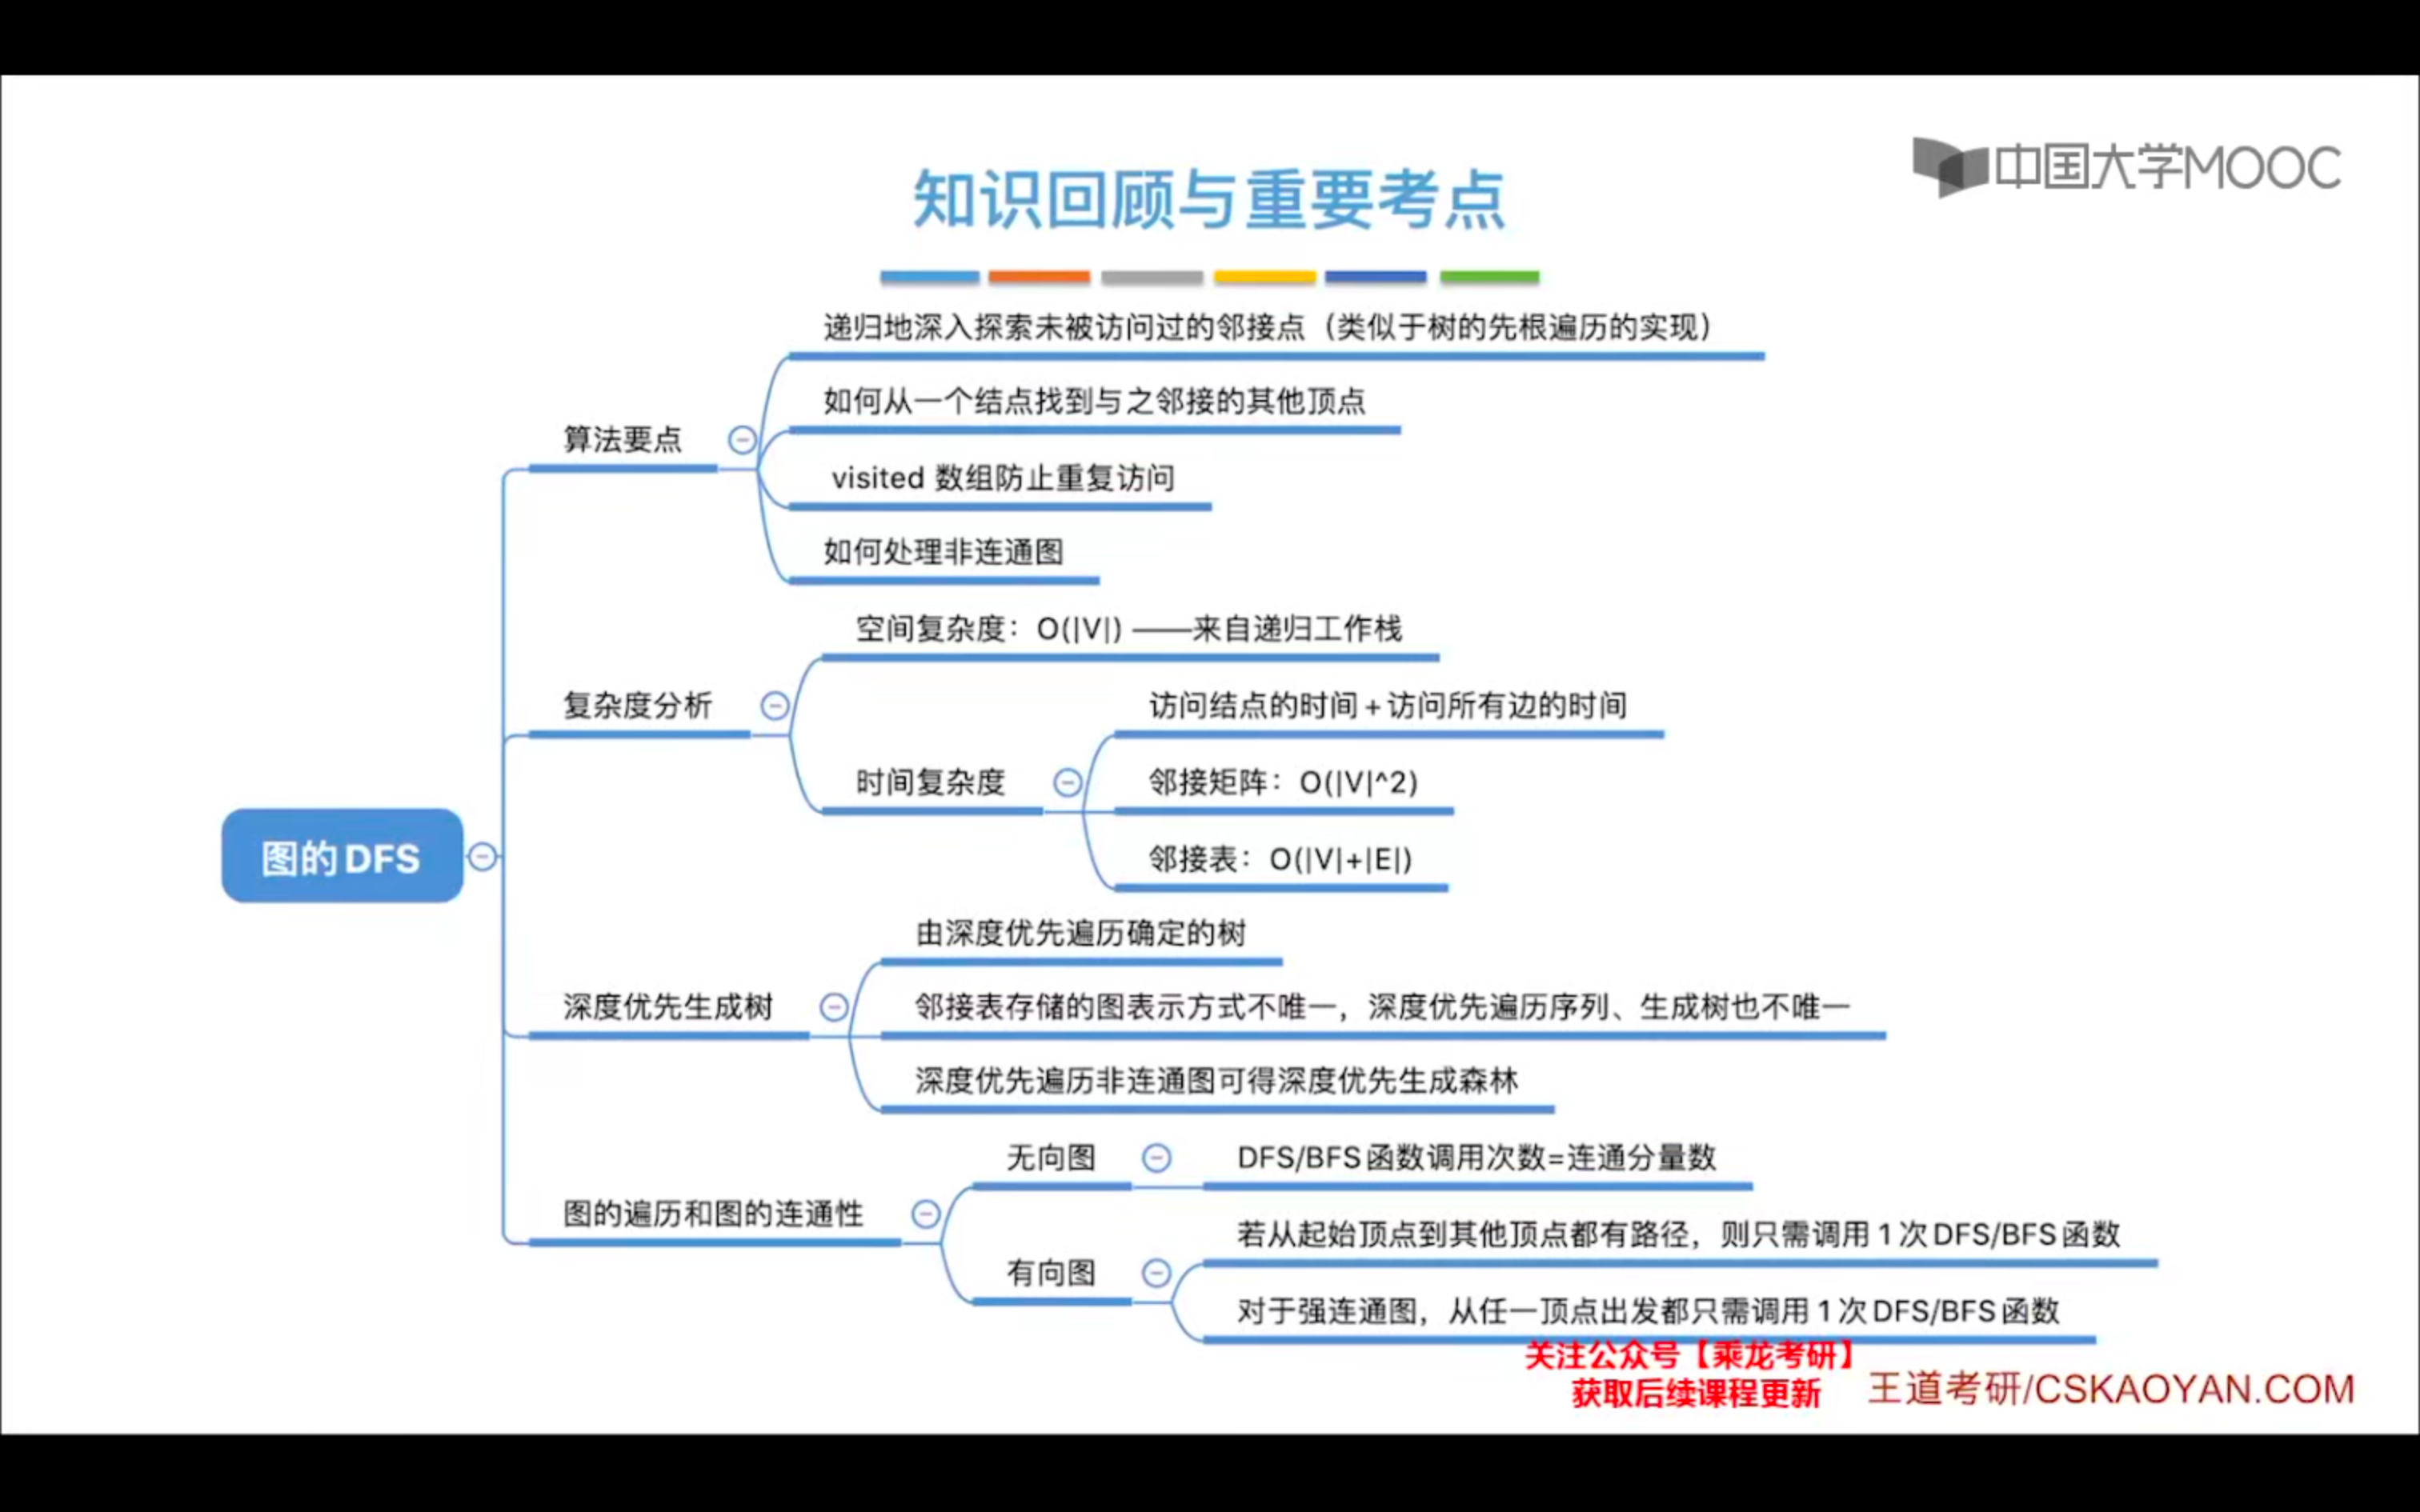 中国大学MOOC
知识回顾与重要考点
图的DFS
算法要点
递归地深入探索未被访问过的邻接点（类似于树的先根遍历的实现）
如何从一个结点找到与之邻接的其他顶点
visited 数组防止重复访问
如何处理非连通图
复杂度分析
空间复杂度：O(|V|) ——来自递归工作栈
时间复杂度
访问结点的时间+访问所有边的时间
邻接矩阵：O(|V|^2)
邻接表：O(|V|+|E|)
深度优先生成树
由深度优先遍历确定的树
邻接表存储的图表示方式不唯一，深度优先遍历序列、生成树也不唯一
深度优先遍历非连通图可得深度优先生成森林
图的遍历和图的连通性
无向图
DFS/BFS函数调用次数=连通分量数
有向图
若从起始顶点到其他顶点都有路径，则只需调用1次DFS/BFS函数
对于强连通图，从任一顶点出发都只需调用1次DFS/BFS函数
关注公众号【乘龙考研】
获取后续课程更新
王道考研/CSKAOYAN.COM